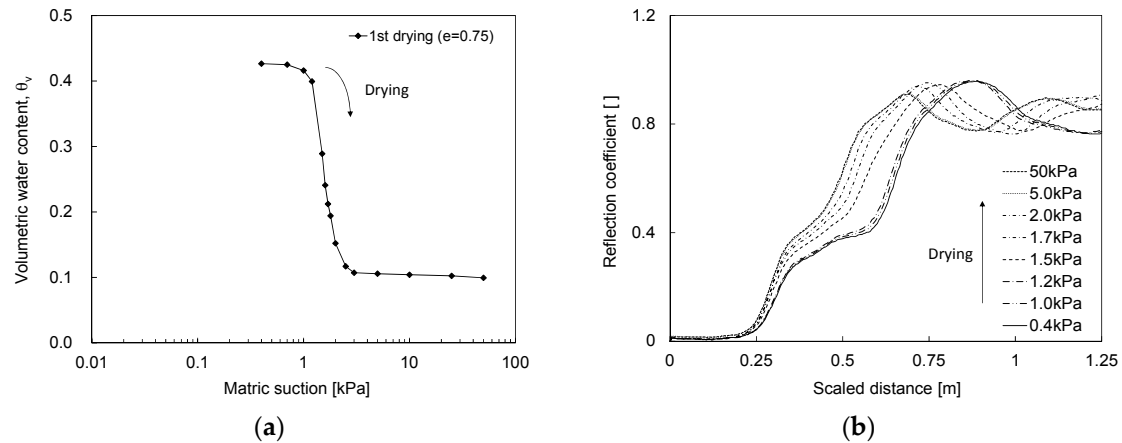 0.5
0.4
0.3
0.2
0.1
0.0
Volumetric water content, θv
1st drying (e=0.75)
Drying
0.01
0.1
1
10
100
Matric suction [kPa]
(a)
1.2
0.8
0.4
0
Reflection coefficient [ ]
50kPa
5.0kPa
2.0kPa
1.7kPa
1.5kPa
1.2kPa
1.0kPa
0.4kPa
Drying
0
0.25
0.5
0.75
1
1.25
Scaled distance [m]
(b)